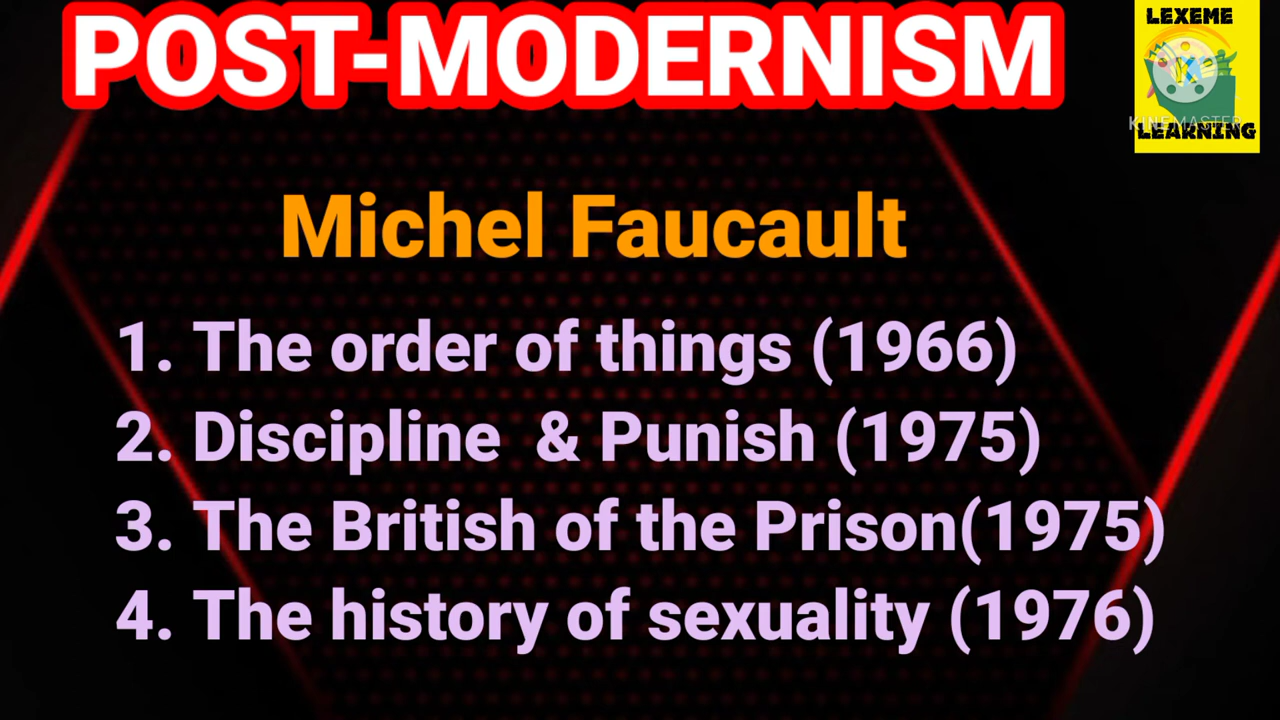 POST-MODERNISM
LEXEME
KINEMASTER
LEARNING
Michel Faucault
1. The order of things (1966)
2. Discipline & Punish (1975)
3. The British of the Prison(1975)
4. The history of sexuality (1976)